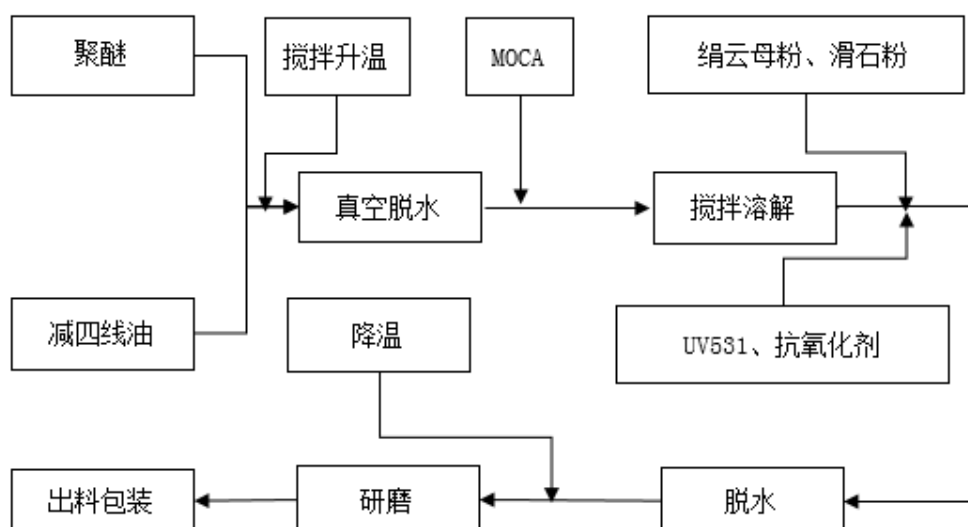 聚醚
搅拌升温
MOCA
绢云母粉、滑石粉
真空脱水
搅拌溶解
减四线油
降温
UV531、抗氧化剂
出料包装
研磨
脱水